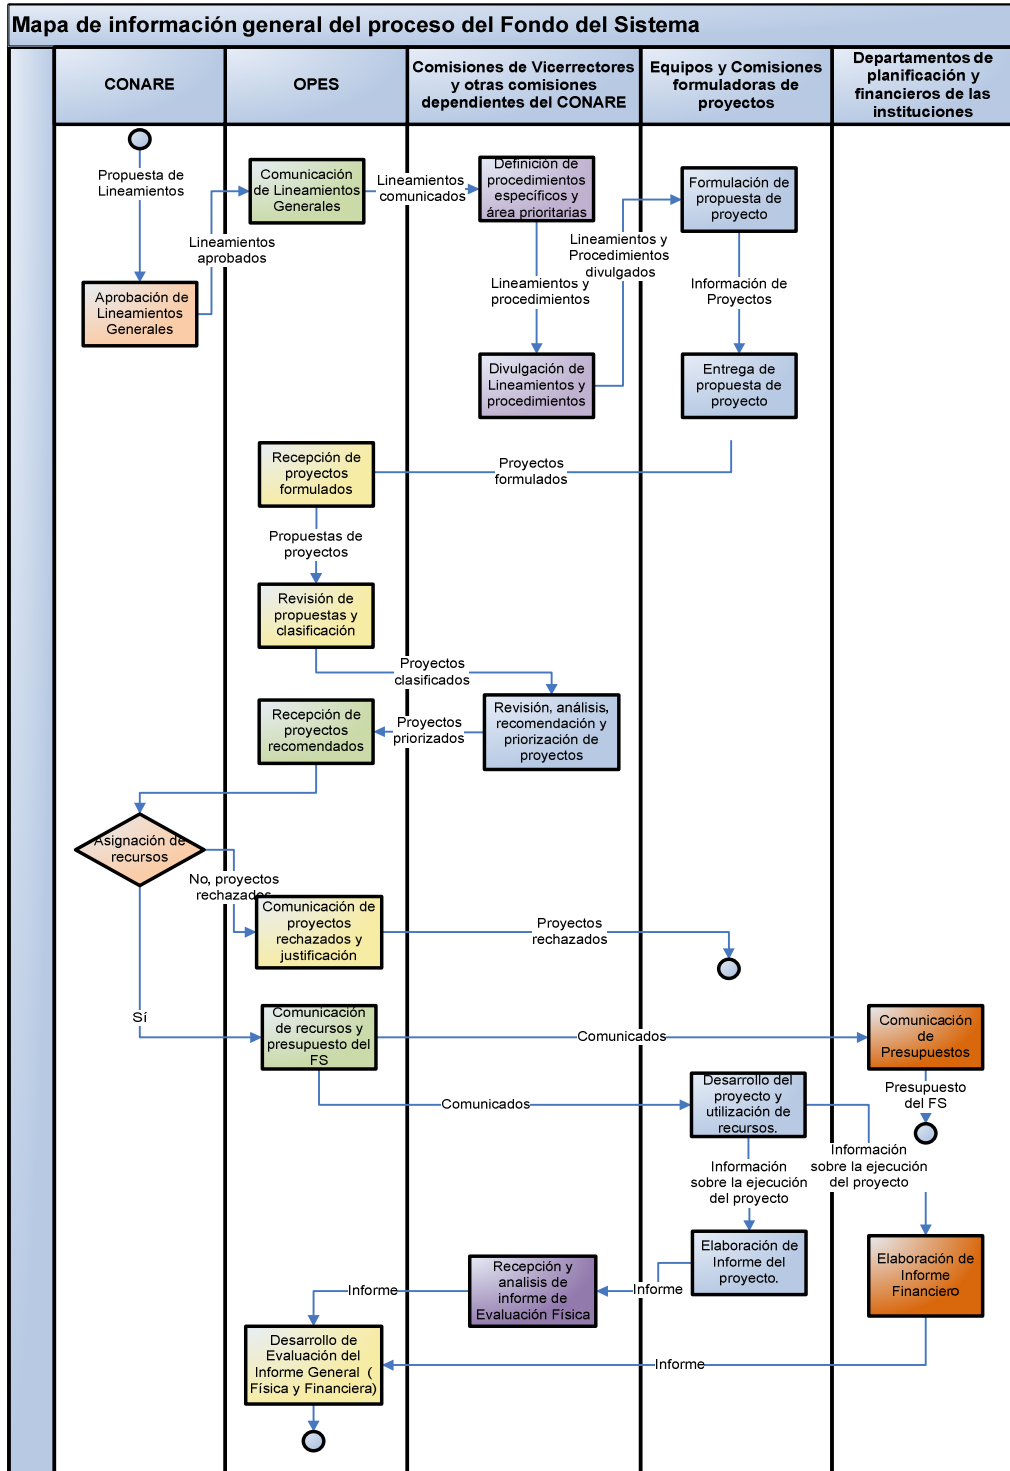 Mapa de información general del proceso del Fondo del Sistema
CONARE
OPES
Comisiones de Vicerrectores
y otras comisiones
dependientes del CONARE
Equipos y Comisiones
formuladoras de
proyectos
Departamentos de
planificación y
financieros de las
instituciones
Propuesta de
Lineamientos
Aprobación de
Lineamientos
Generales
Lineamientos
aprobados
Comunicación
de Lineamientos
Generales
Lineamientos
comunicados
Definición de
procedimientos
específicos y
área prioritarias
Lineamientos y
procedimientos
Divulgación de
Lineamientos y
procedimientos
Lineamientos y
Procedimientos
divulgados
Formulación de
propuesta de
proyecto
Información de
Proyectos
Entrega de
propuesta de
proyecto
Proyectos
formulados
Recepción de
proyectos
formulados
Propuestas de
proyectos
Revisión de
propuestas y
clasificación
Proyectos
clasificados
Revisión, análisis,
recomendación y
priorización de
proyectos
Proyectos
priorizados
Recepción de
proyectos
recomendados
Asignación de
recursos
No, proyectos
rechazados
Comunicación de
proyectos
rechazados y
justificación
Proyectos
rechazados
Sí
Comunicación
de recursos y
presupuesto del
FS
Comunicados
Comunicación
de
Presupuestos
Presupuesto
del FS
Comunicados
Desarrollo del
proyecto y
utilización de
recursos.
Información
sobre la ejecución
del proyecto
Información
sobre la ejecución
del proyecto
Elaboración de
Informe del
proyecto.
Elaboración de
Informe
Financiero
Informe
Recepción y
analisis de
informe de
Evaluación Física
Informe
Desarrollo de
Evaluación del
Informe General (
Física y Financiera)
Informe